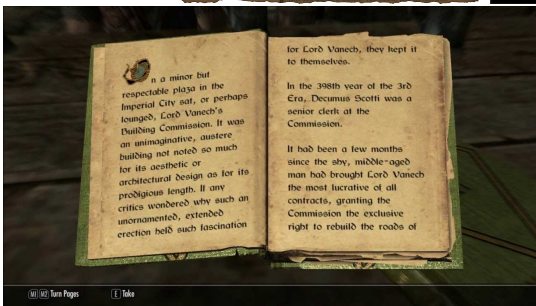 On a minor but
respectable plaza in the
Imperial City sat, or perhaps
lounged, Lord Vanech's
Building Commission. It was
an unimaginative, austere
building not noted so much
for its aesthetic or
architectural design as for its
prodigious length. If any
critics wondered why such an
unornamented, extended
erection held such fascination
for Lord Vanech, they kept it
to themselves.
In the 398th year of the 3rd
Era, Decumus Scotti was a
senior clerk at the
Commission.
It had been a few months
since the shy, middle-aged
man had brought Lord Vanech
the most lucrative of all
contracts, granting the
Commission the exclusive
right to rebuild the roads of
M1 M2 Turn Pages
E Take